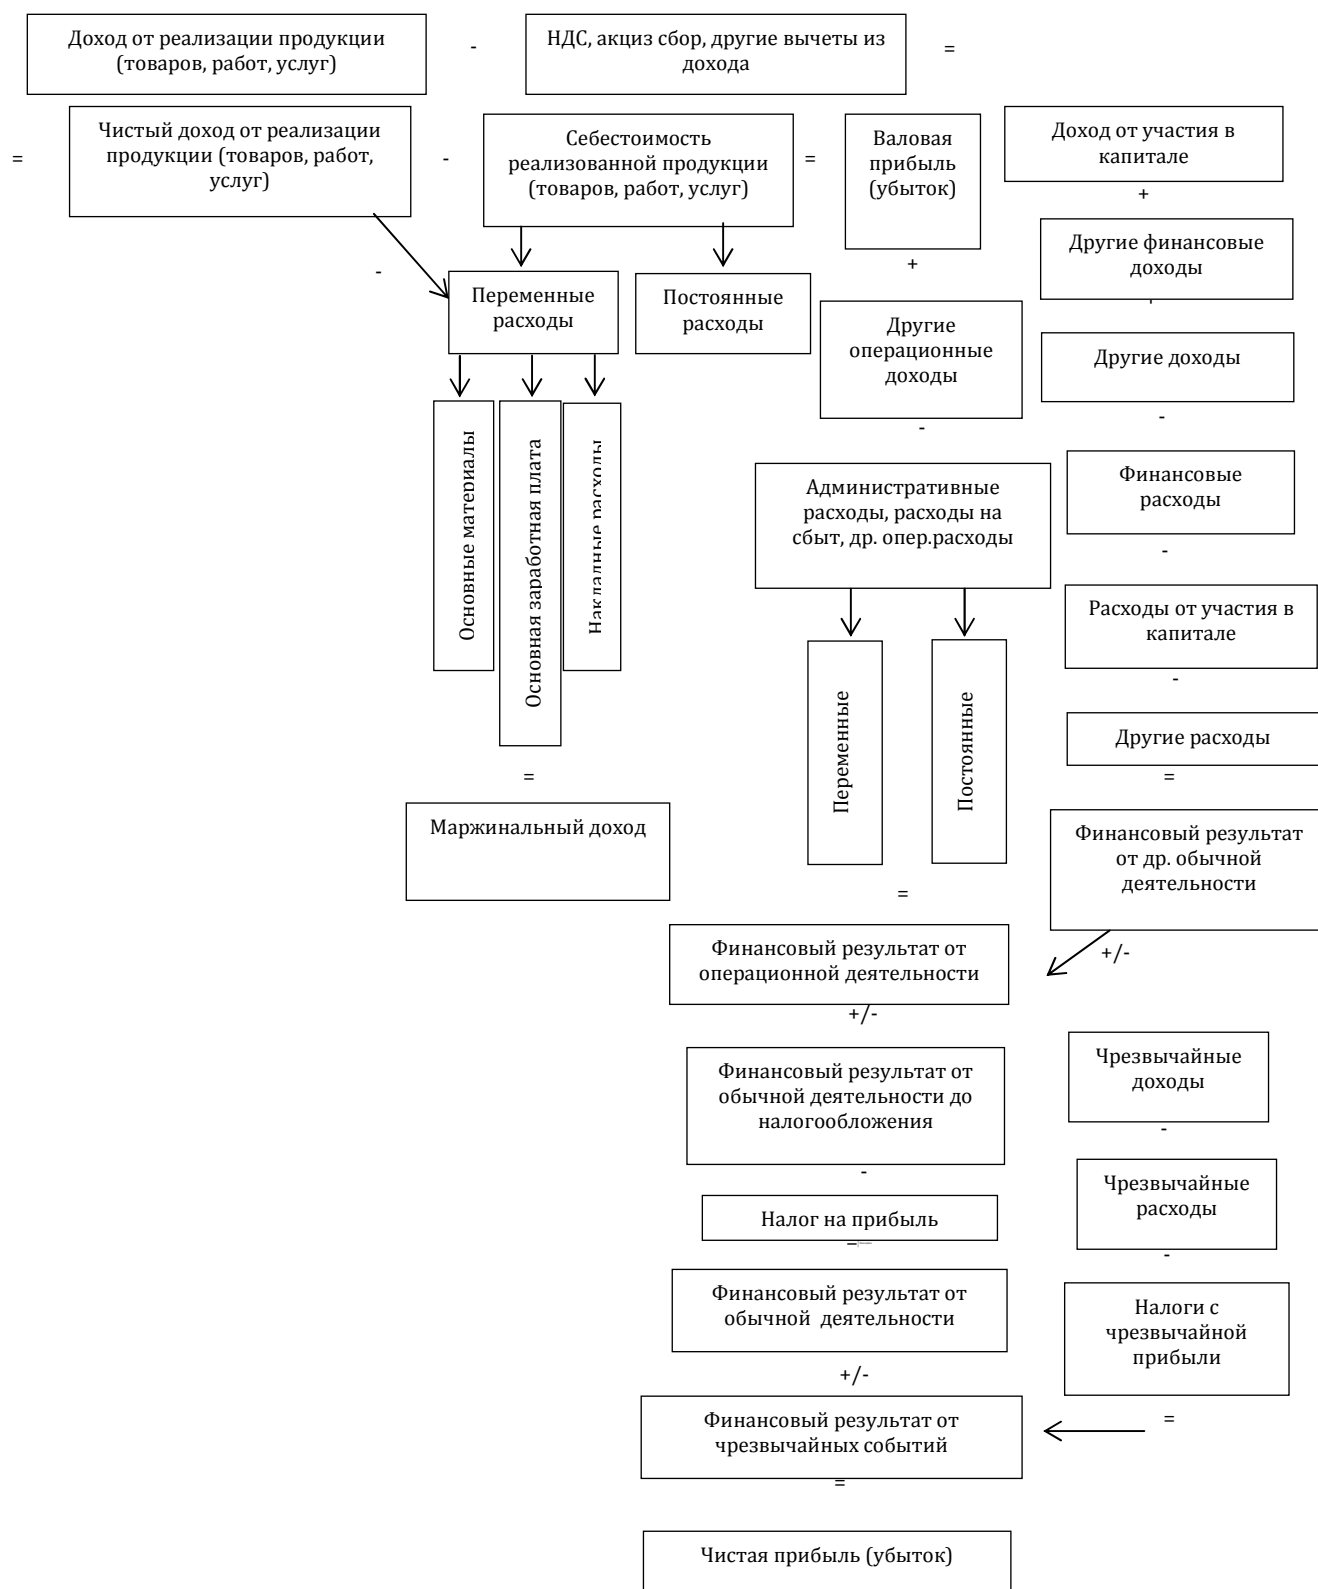 Доход от реализации продукции
(товаров, работ, услуг)
-
НДС, акциз сбор, другие вычеты из
дохода
=
=
Чистый доход от реализации
продукции (товаров, работ,
услуг)
-
Себестоимость
реализованной продукции
(товаров, работ, услуг)
=
Валовая
прибыль
(убыток)
Доход от участия в
капитале
+
Другие финансовые
доходы
+
-
Переменные
расходы
Постоянные
расходы
Другие
операционные
доходы
Другие доходы
-
-
Основные материалы
Основная заработная плата
Накладные расходы
Административные
расходы, расходы на
сбыт, др. опер.расходы
Финансовые
расходы
-
Расходы от участия в
капитале
-
Переменные
Постоянные
Другие расходы
=
=
Маржинальный доход
Финансовый результат
от др. обычной
деятельности
=
+/-
Финансовый результат от
операционной деятельности
+/-
Финансовый результат от
обычной деятельности до
налогообложения
Чрезвычайные
доходы
-
-
Налог на прибыль
Чрезвычайные
расходы
-
Финансовый результат от
обычной деятельности
Налоги с
чрезвычайной
прибыли
+/-
=
Финансовый результат от
чрезвычайных событий
=
Чистая прибыль (убыток)